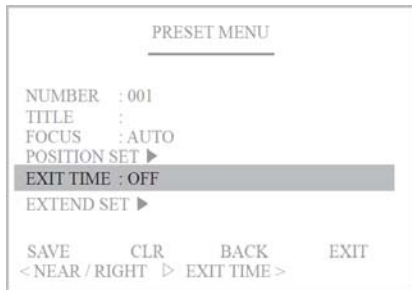 PRESET MENU
NUMBER : 001
TITLE :
FOCUS : AUTO
POSITION SET ▶
EXIT TIME : OFF
EXTEND SET ▶
SAVE CLR BACK EXIT
< NEAR / RIGHT ▷ EXIT TIME >